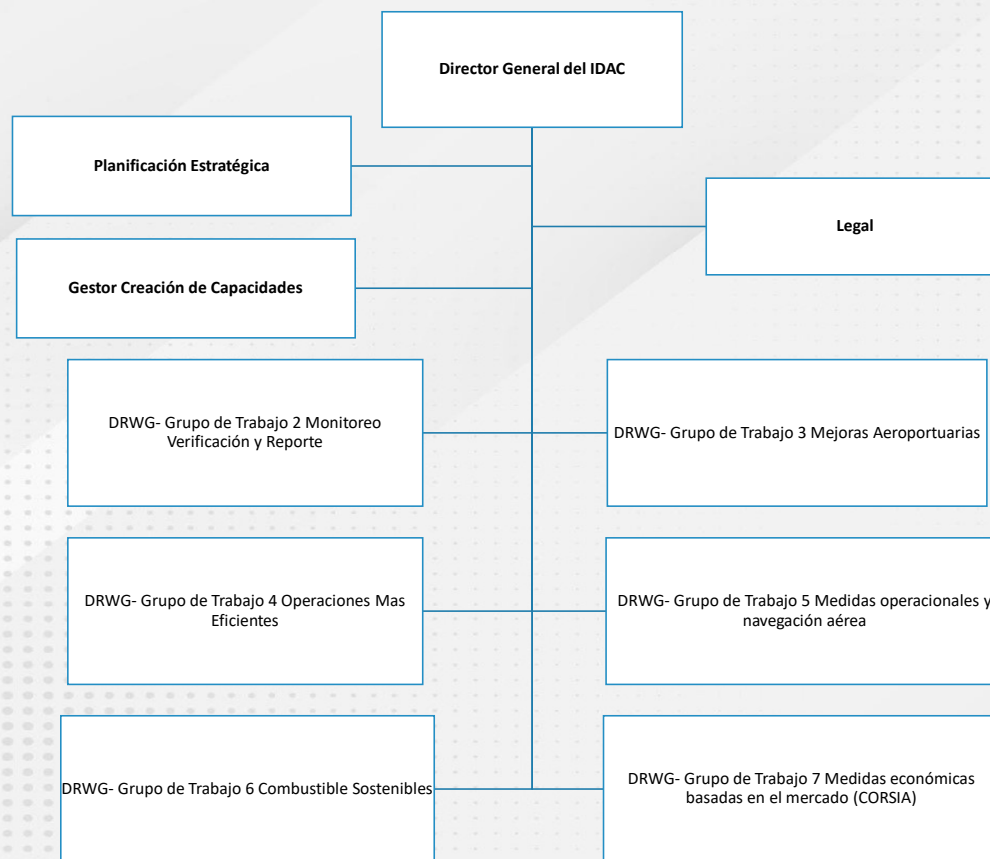 Director General del IDAC
Planificación Estratégica
Legal
Gestor Creación de Capacidades
DRWG- Grupo de Trabajo 2 Monitoreo
Verificación y Reporte
DRWG- Grupo de Trabajo 3 Mejoras Aeroportuarias
DRWG- Grupo de Trabajo 4 Operaciones Mas
Eficientes
DRWG- Grupo de Trabajo 5 Medidas operacionales y
navegación aérea
DRWG- Grupo de Trabajo 6 Combustible Sostenibles
DRWG- Grupo de Trabajo 7 Medidas económicas
basadas en el mercado (CORSIA)